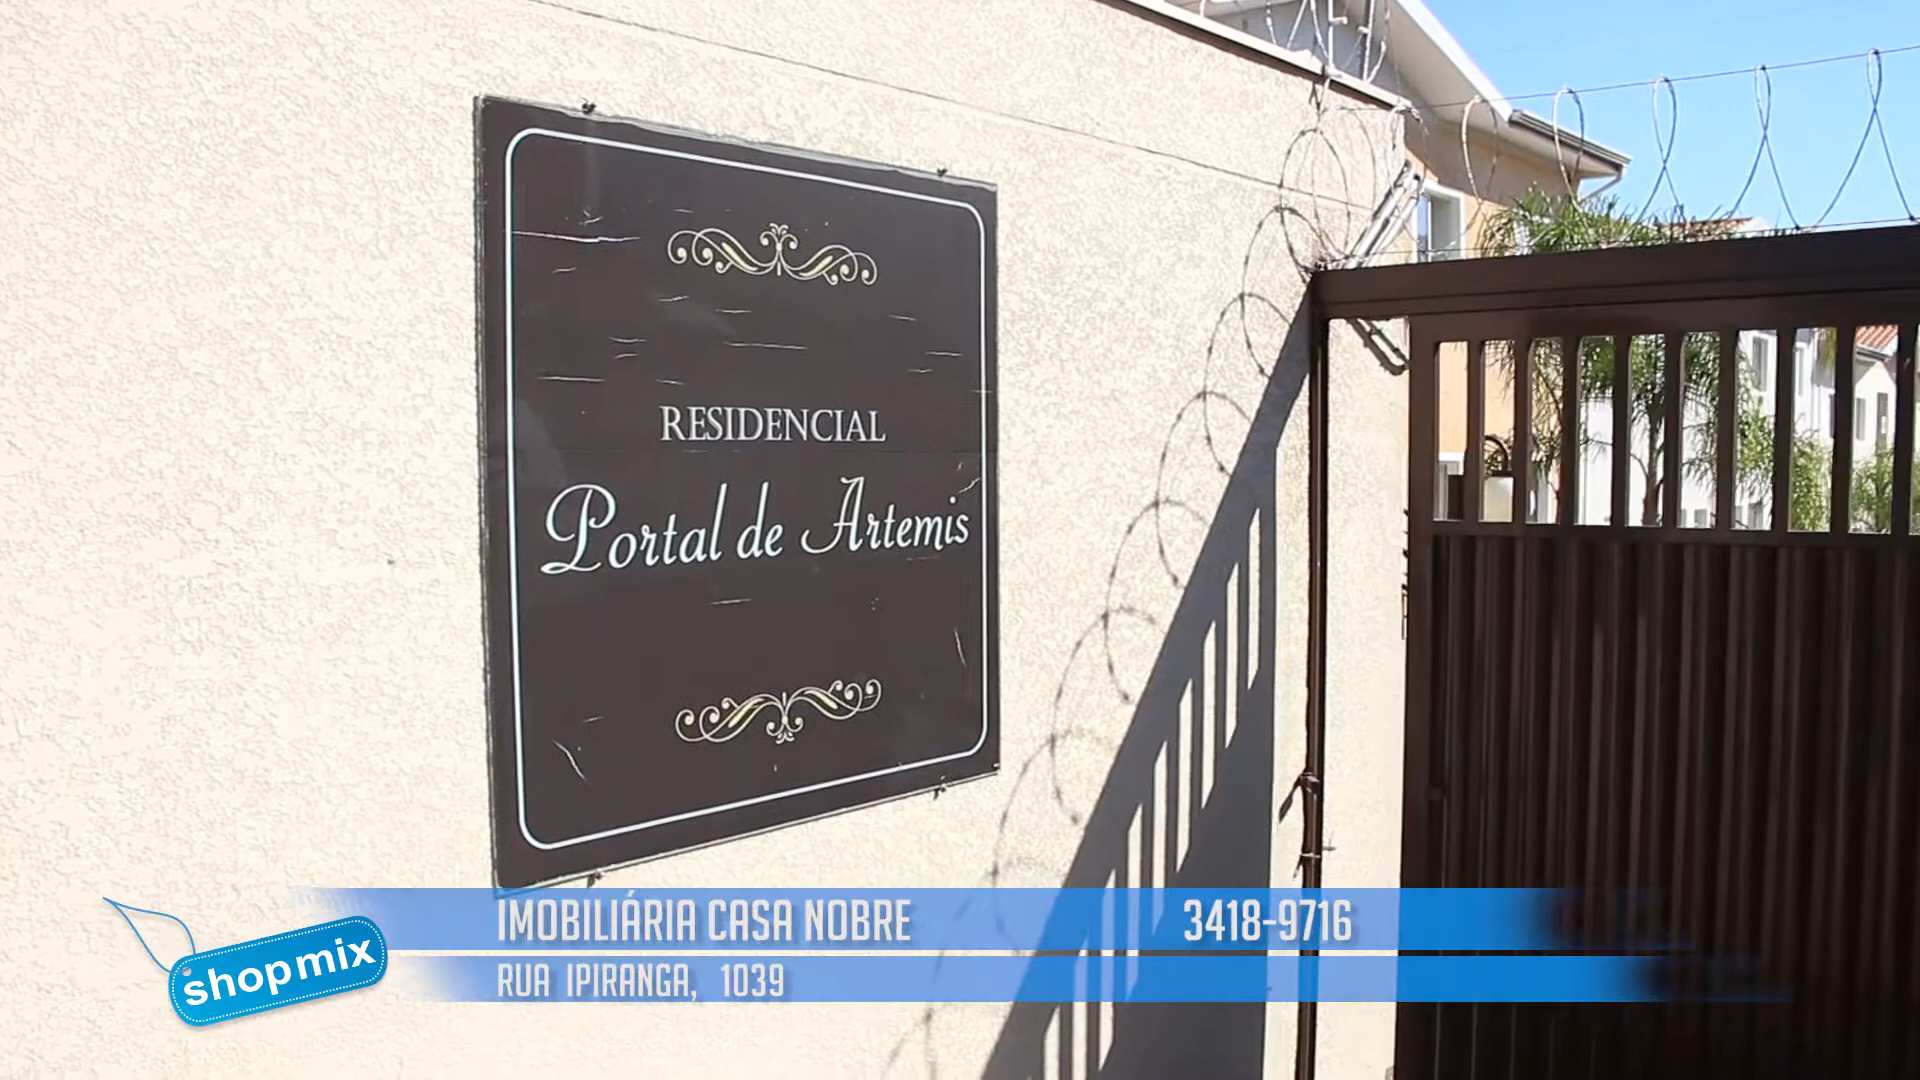 RESIDENCIAL
Portal de Artemis
IMOBILIÁRIA CASA NOBRE
3418-9716
RUA IPIRANGA, 1039
shopmix